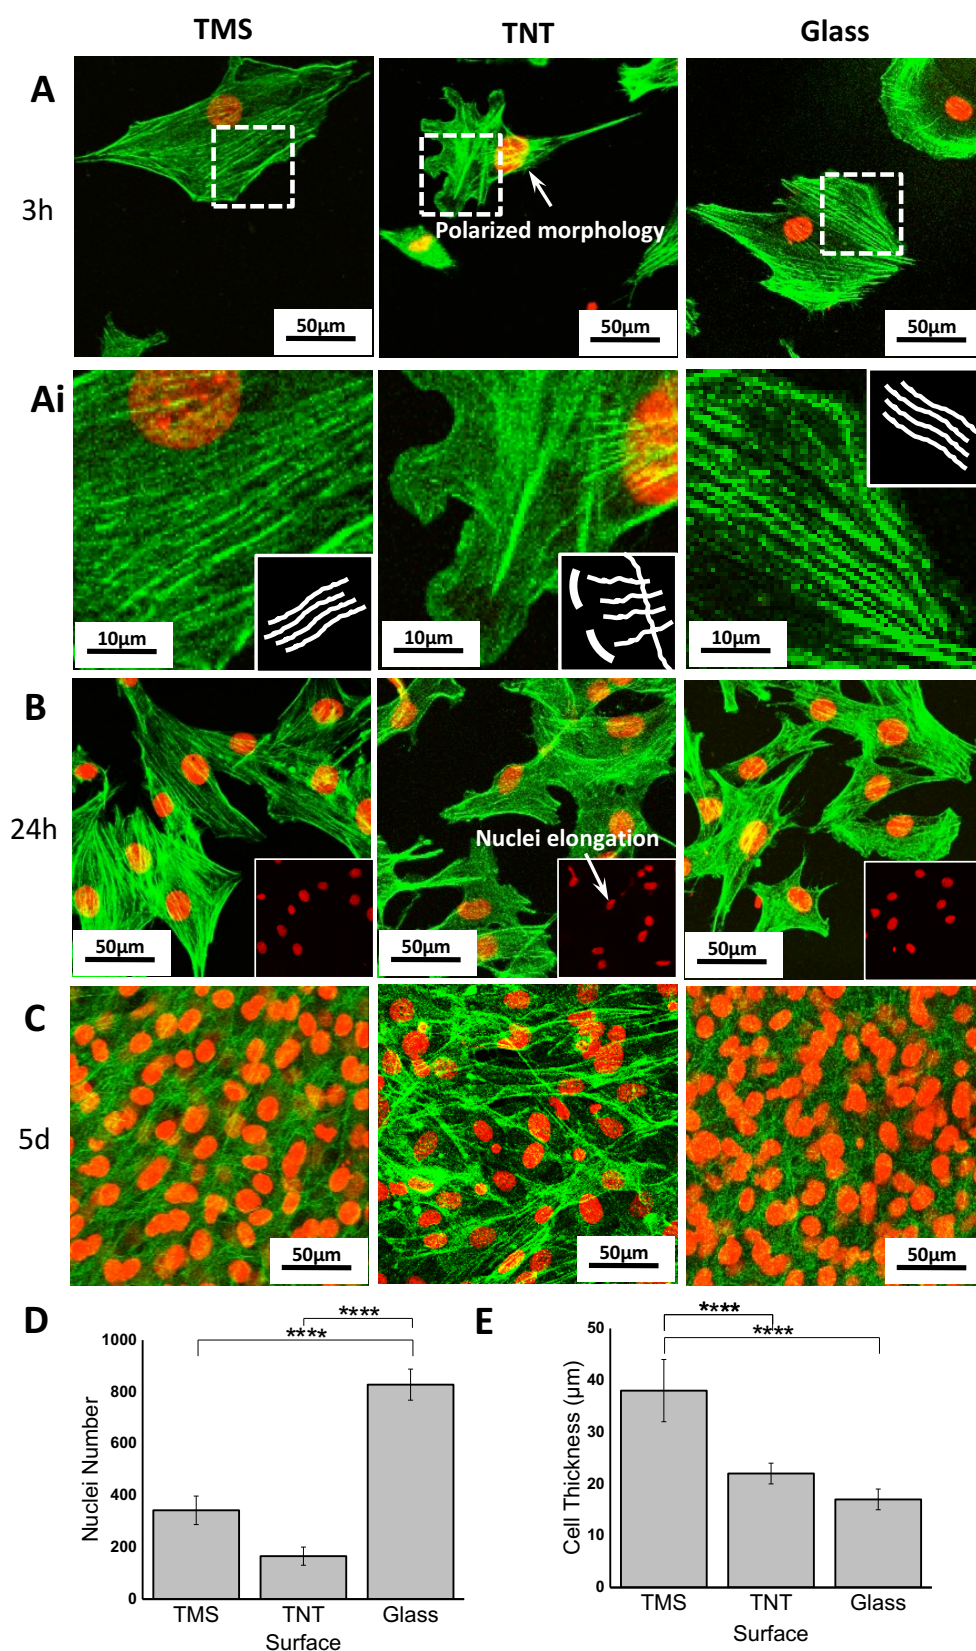 TMS TNT Glass
A
3h
Polarized morphology
50µm 50µm 50µm
Ai
10µm 10µm 10µm
B
24h
Nuclei elongation
50µm 50µm 50µm
C
5d
50µm 50µm 50µm
D
****
****
1000
800
600
400
200
0
Nuclei Number
TMS TNT Glass
Surface
E
****
****
50
40
30
20
10
0
Cell Thickness (µm)
TMS TNT Glass
Surface